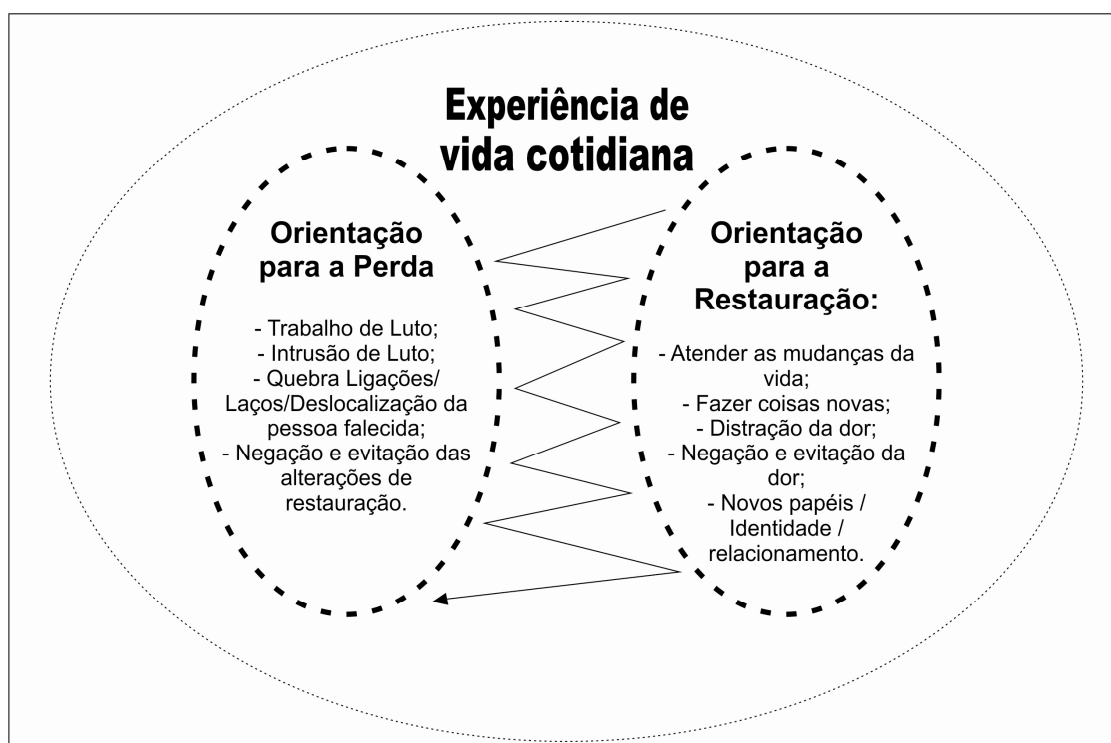 Experiência de
vida cotidiana
Orientação
para a Perda
- Trabalho de Luto;
- Intrusão de Luto;
- Quebra Ligações/
Laços/Deslocalização da
pessoa falecida;
- Negação e evitação das
alterações de
restauração.
Orientação
para a
Restauração:
- Atender as mudanças da
vida;
- Fazer coisas novas;
- Distração da dor;
- Negação e evitação da
dor;
- Novos papéis /
Identidade /
relacionamento.